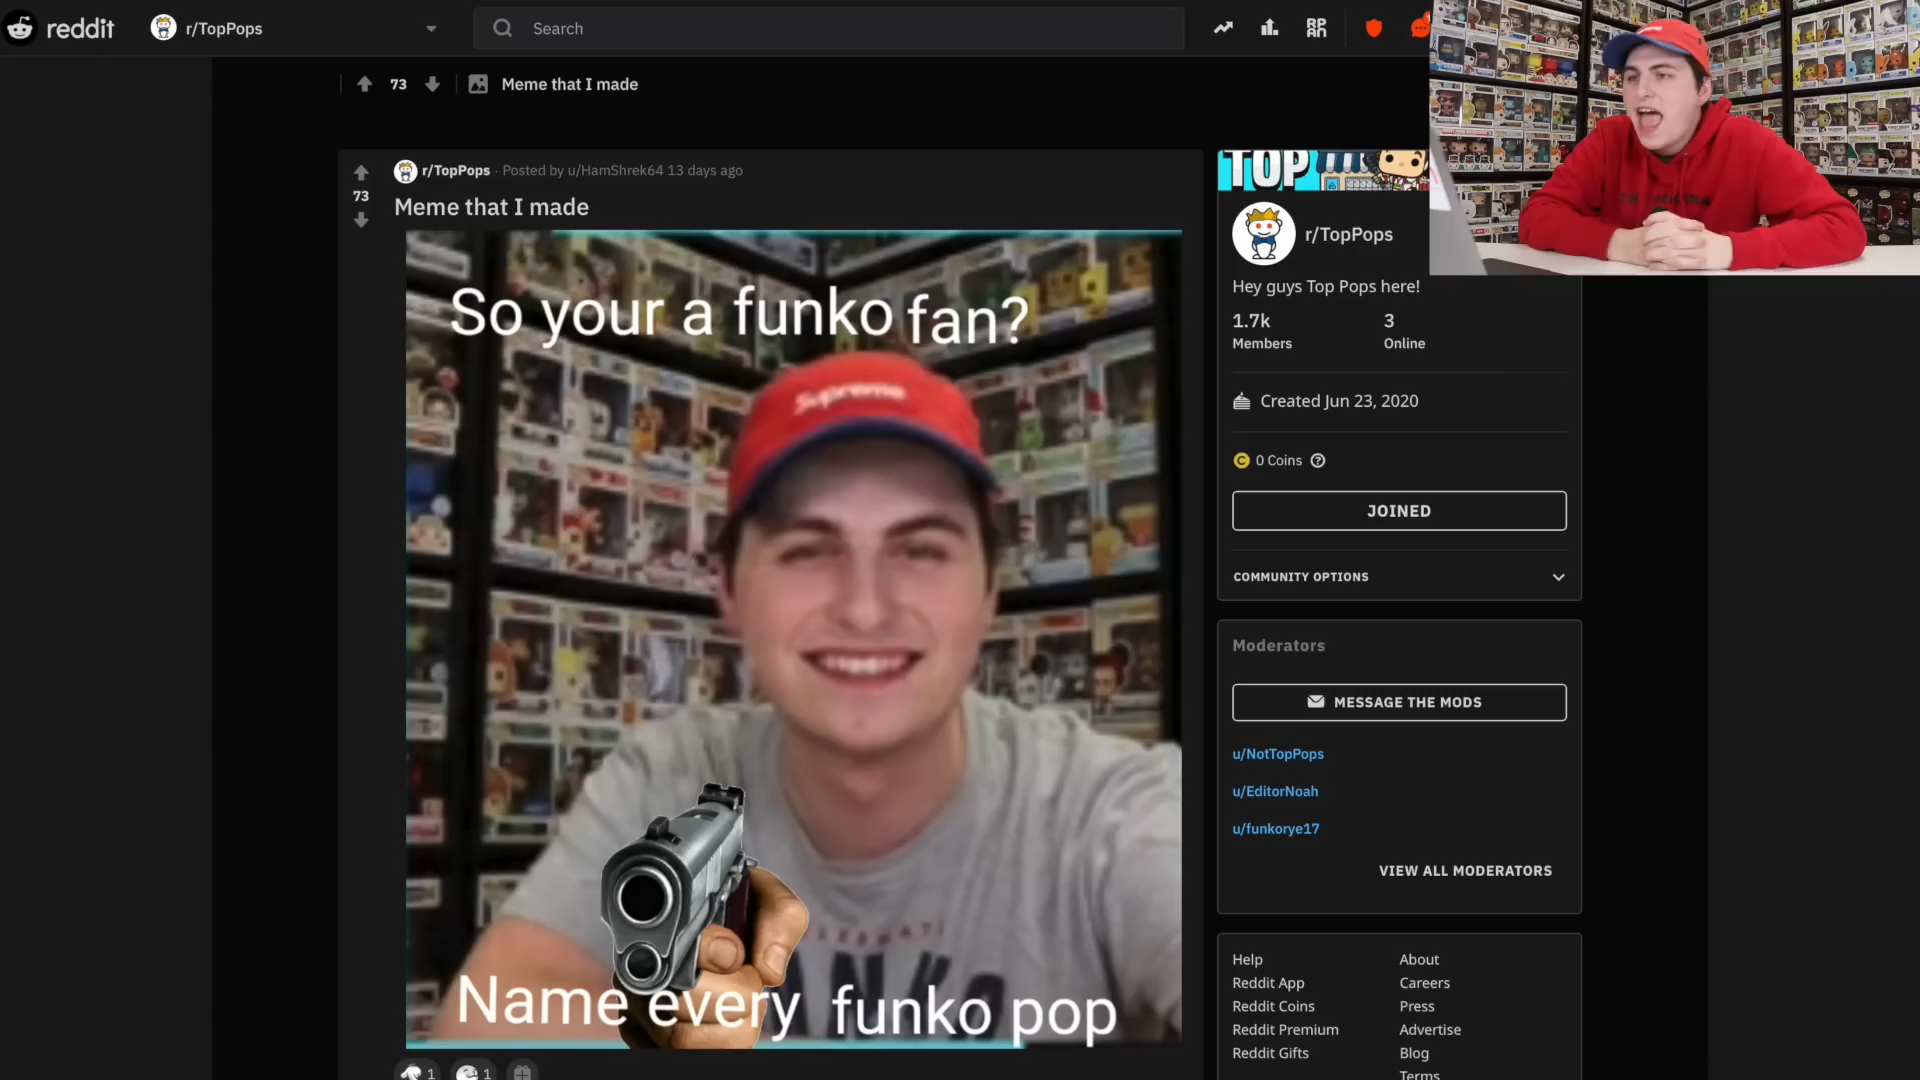 reddit
r/TopPops
Search
73
Meme that I made
r/TopPops · Posted by u/HamShrek64 13 days ago
73
Meme that I made
So your a funko fan?
Supreme
Name every funko pop
1
1
TOP
r/TopPops
Hey guys Top Pops here!
1.7k
3
Members
Online
Created Jun 23, 2020
0 Coins
JOINED
COMMUNITY OPTIONS
Moderators
MESSAGE THE MODS
u/NotTopPops
u/EditorNoah
u/funkorye17
VIEW ALL MODERATORS
Help
About
Reddit App
Careers
Reddit Coins
Press
Reddit Premium
Advertise
Reddit Gifts
Blog
Terms